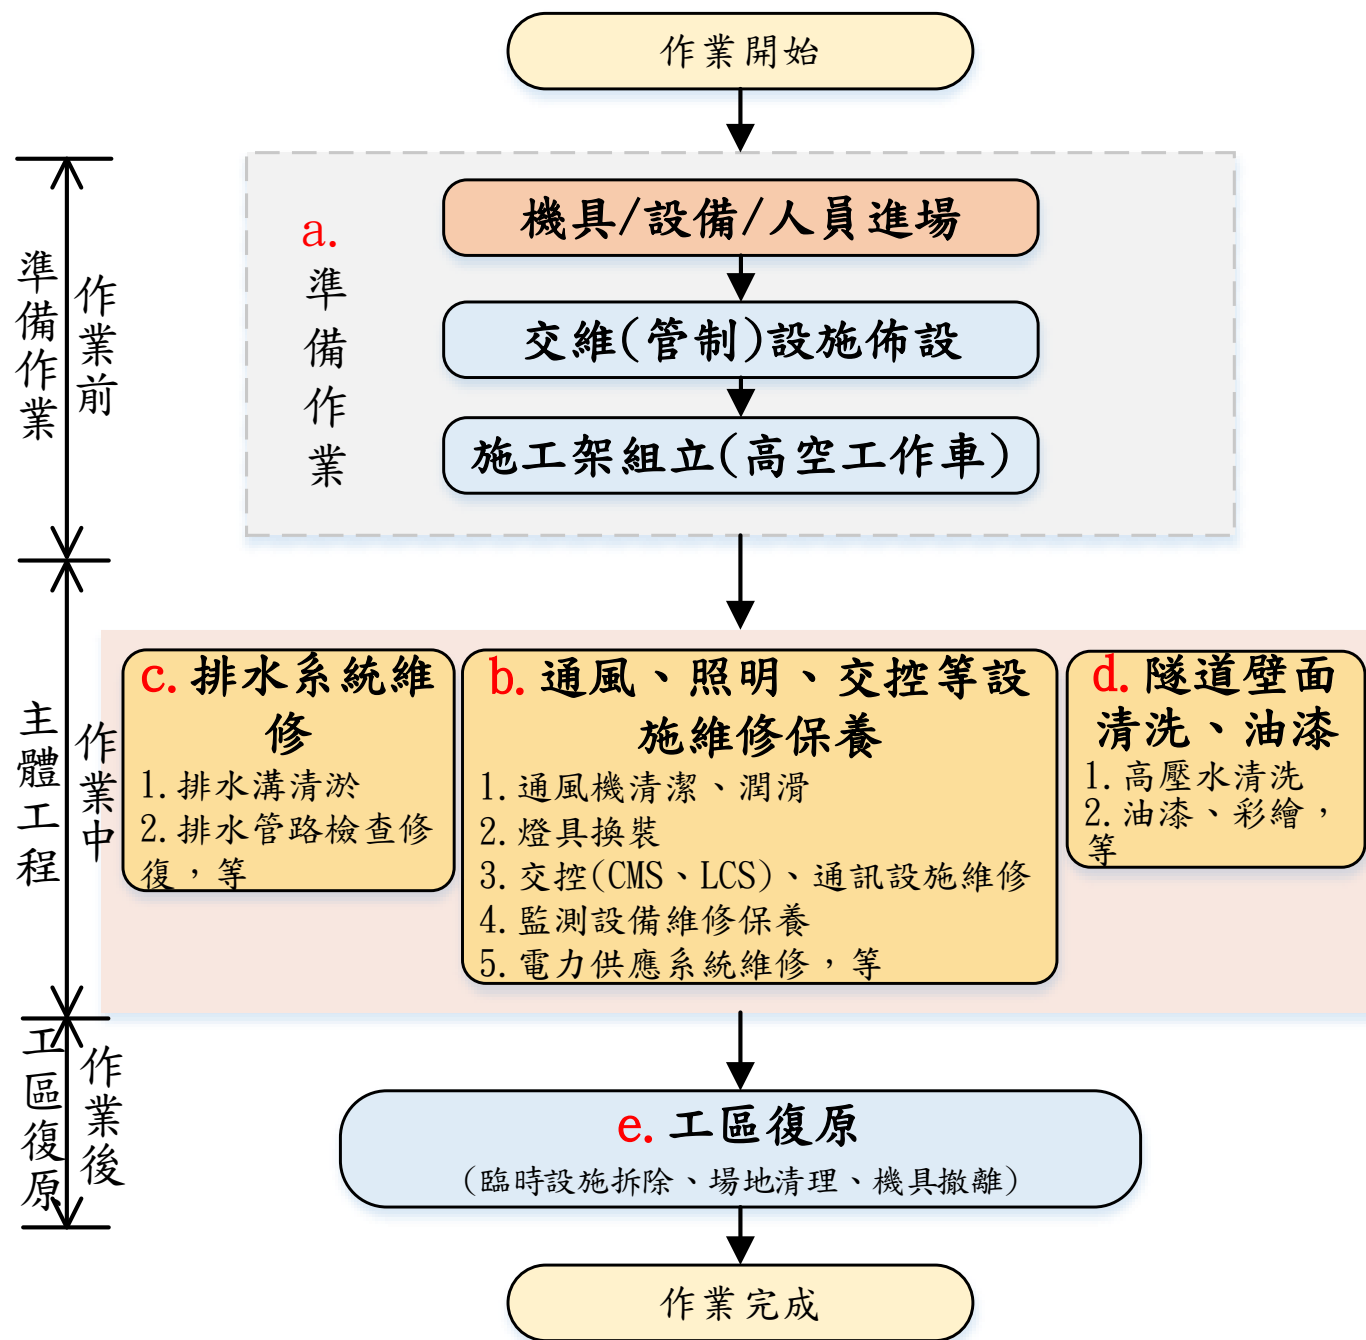 作業開始
準備作業
作業前
a.
準備作業
機具/設備/人員進場
交維(管制)設施佈設
施工架組立(高空工作車)
主體工程
作業中
c. 排水系統維
修
1. 排水溝清淤
2. 排水管路檢查修
復，等
b. 通風、照明、交控等設
施維修保養
1. 通風機清潔、潤滑
2. 燈具換裝
3. 交控(CMS、LCS)、通訊設施維修
4. 監測設備維修保養
5. 電力供應系統維修，等
d. 隧道壁面
清洗、油漆
1. 高壓水清洗
2. 油漆、彩繪，
等
工區復原
作業後
e. 工區復原
(臨時設施拆除、場地清理、機具撤離)
作業完成